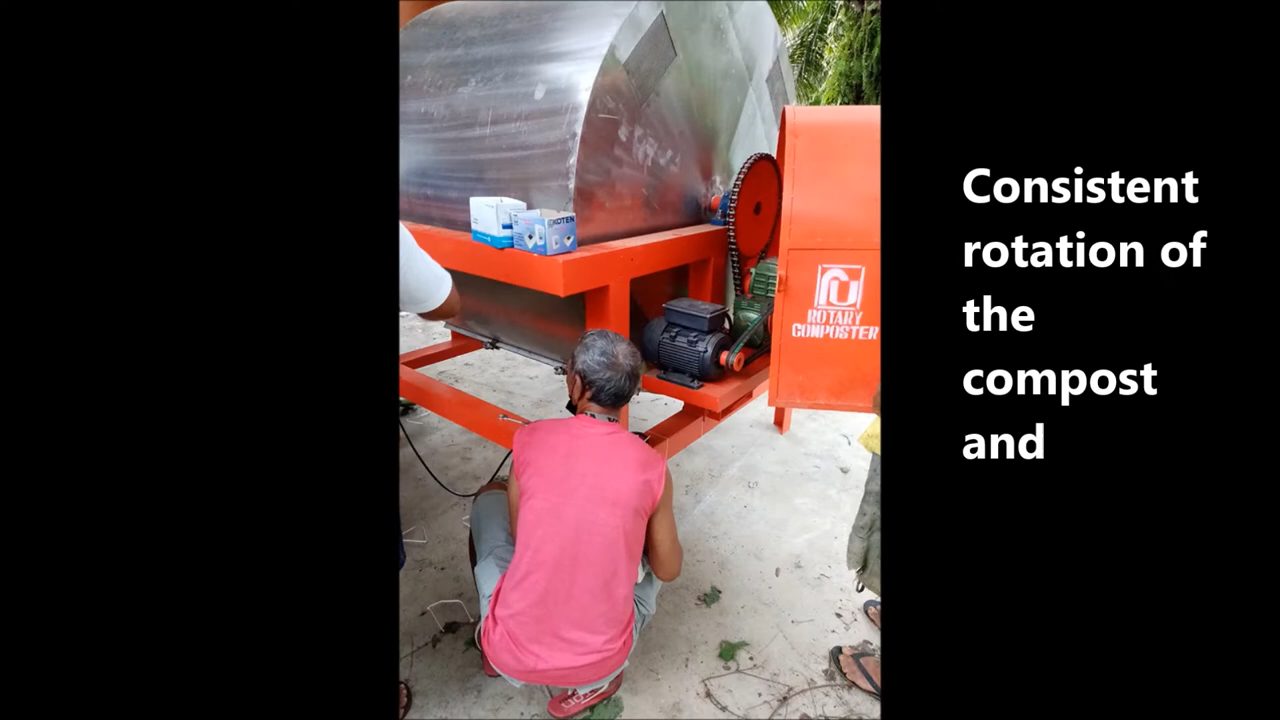 Consistent
rotation of
the
compost
and
KOTEN
ROTARY
COMPOSTER